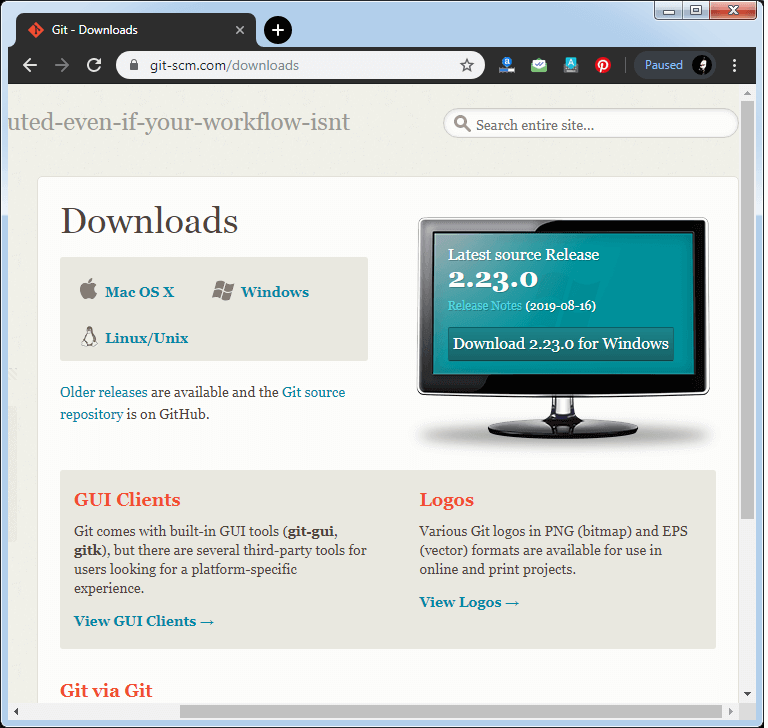 Git - Downloads
git-scm.com/downloads
Paused
uted-even-if-your-workflow-isnt
Search entire site...
Downloads
Mac OS X
Windows
Linux/Unix
Older releases are available and the Git source
repository is on GitHub.
Latest source Release
2.23.0
Release Notes (2019-08-16)
Download 2.23.0 for Windows
GUI Clients
Git comes with built-in GUI tools (git-gui,
gitk), but there are several third-party tools for
users looking for a platform-specific
experience.
View GUI Clients →
Logos
Various Git logos in PNG (bitmap) and EPS
(vector) formats are available for use in
online and print projects.
View Logos →
Git via Git